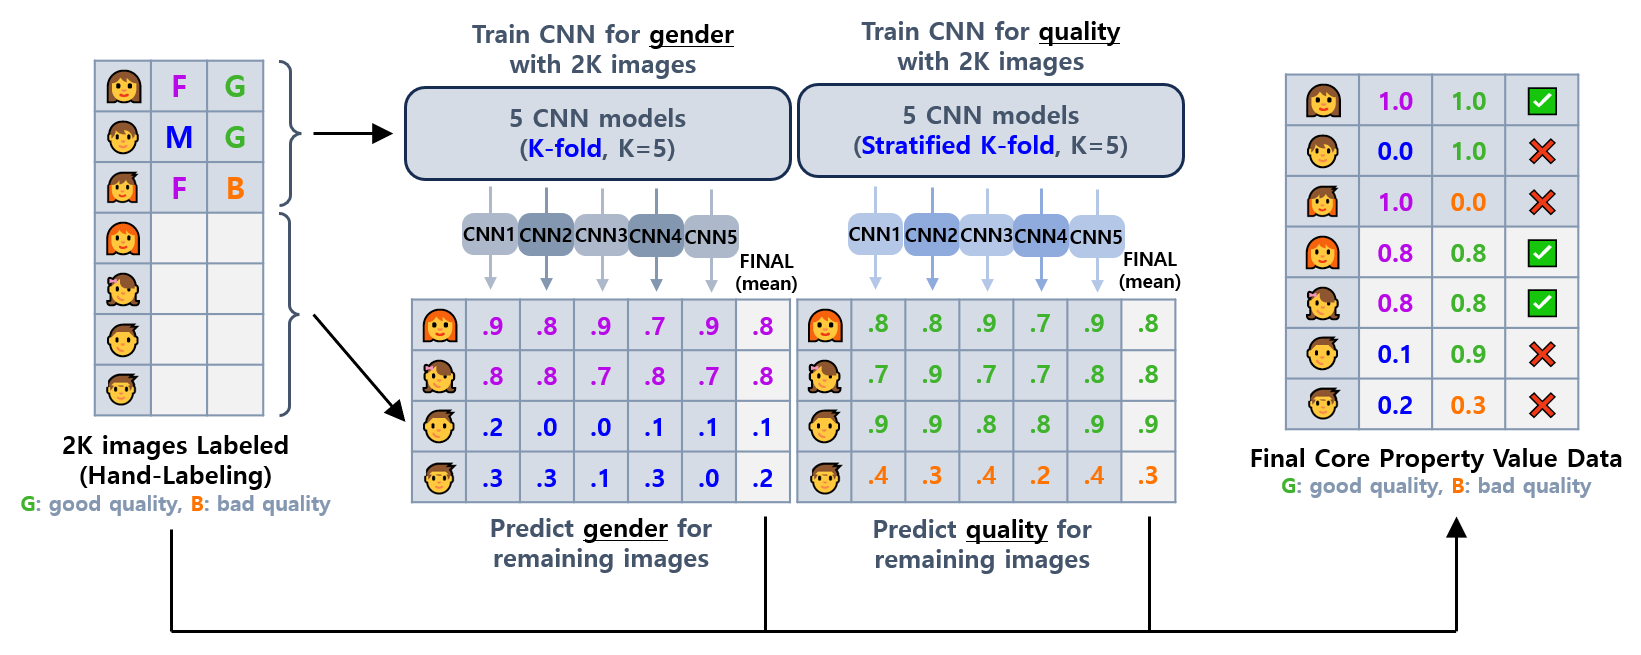 Train CNN for gender
with 2K images
5 CNN models
(K-fold, K=5)
Train CNN for quality
with 2K images
5 CNN models
(Stratified K-fold, K=5)
F G
M G
F B
2K images Labeled
(Hand-Labeling)
G: good quality, B: bad quality
CNN1 CNN2 CNN3 CNN4 CNN5
FINAL
(mean)
.9 .8 .9 .7 .9 .8
.8 .8 .7 .8 .7 .8
.2 .0 .0 .1 .1 .1
.3 .3 .1 .3 .0 .2
Predict gender for
remaining images
CNN1 CNN2 CNN3 CNN4 CNN5
FINAL
(mean)
.8 .8 .9 .7 .9 .8
.7 .9 .7 .7 .8 .8
.9 .9 .8 .8 .9 .9
.4 .3 .4 .2 .4 .3
Predict quality for
remaining images
1.0 1.0
0.0 1.0
1.0 0.0
0.8 0.8
0.8 0.8
0.1 0.9
0.2 0.3
Final Core Property Value Data
G: good quality, B: bad quality